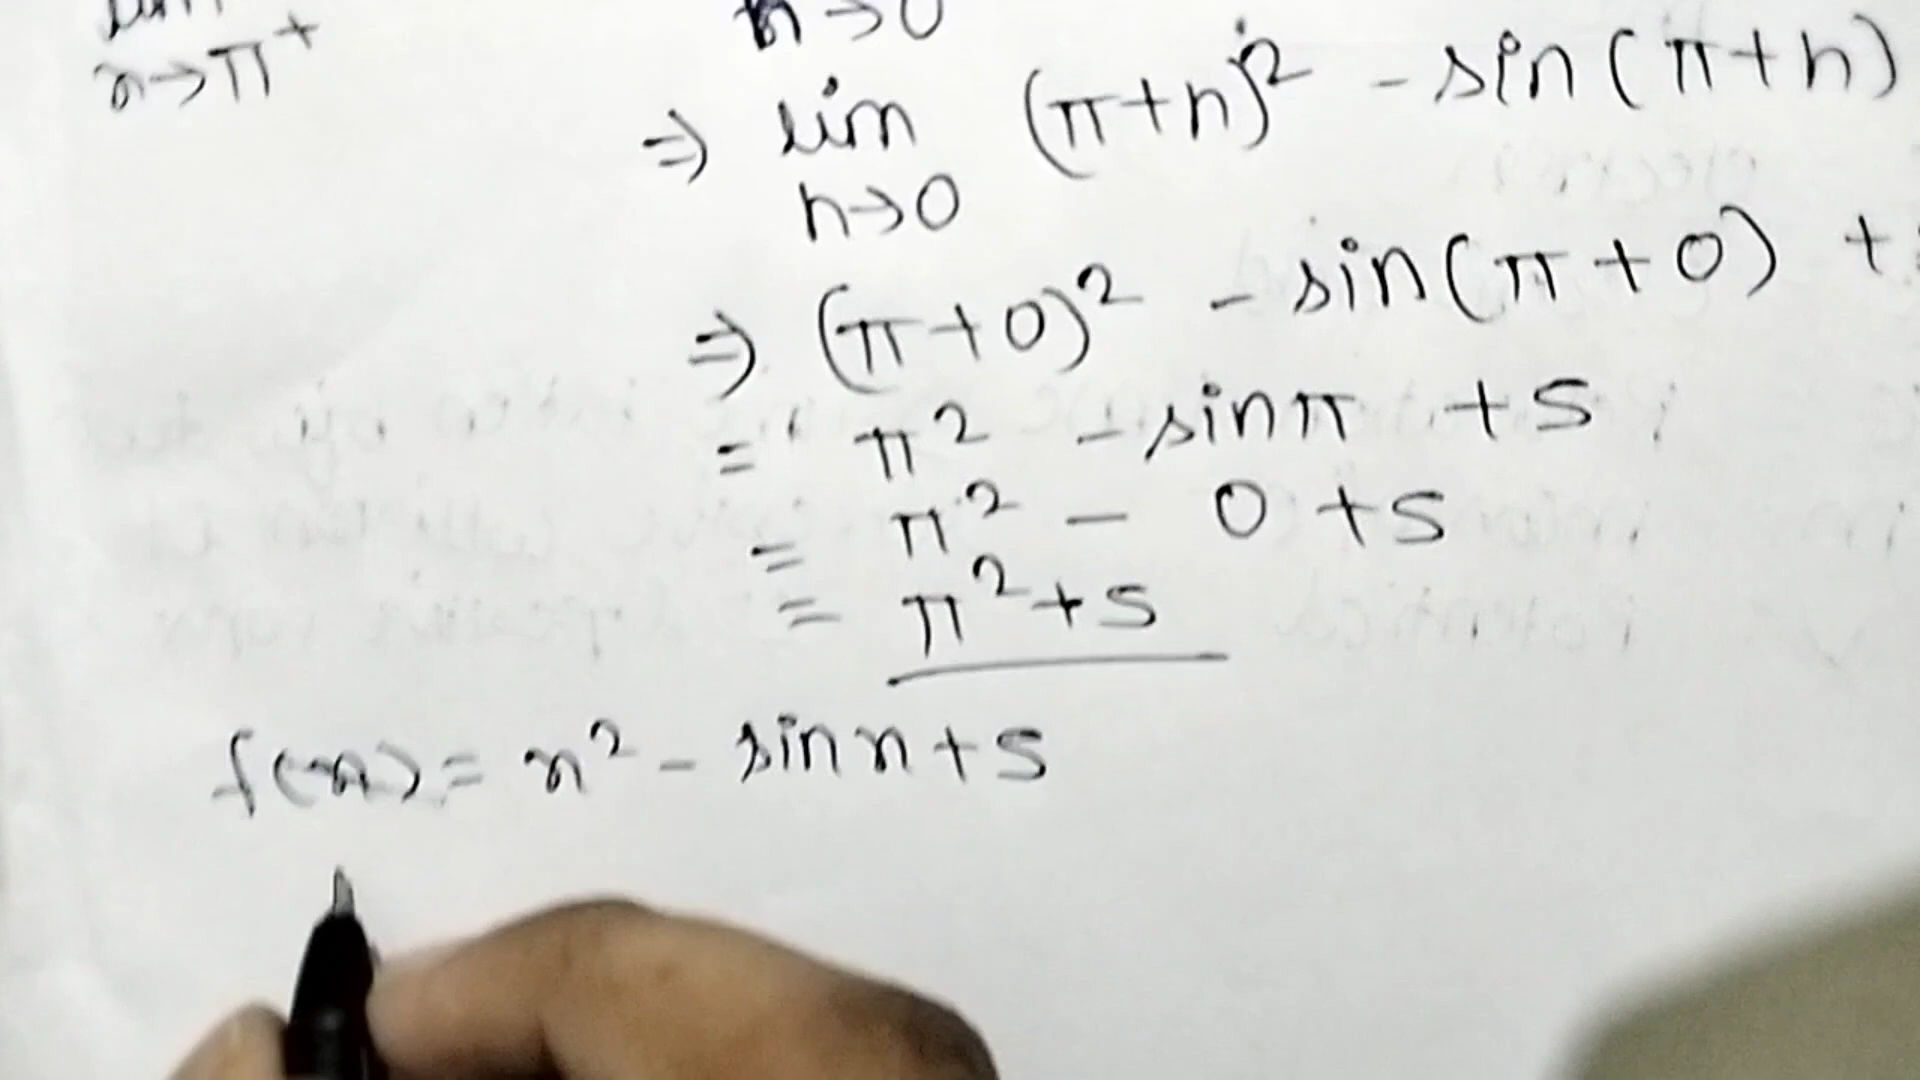 lim
x→π⁺
h→0
⇒ lim (π+h)² - sin(π+h)
h→0
⇒ (π+0)² - sin(π+0) +
= π² - sinπ + 5
= π² - 0 + 5
= π² + 5
f(x) = x² - sin x + 5